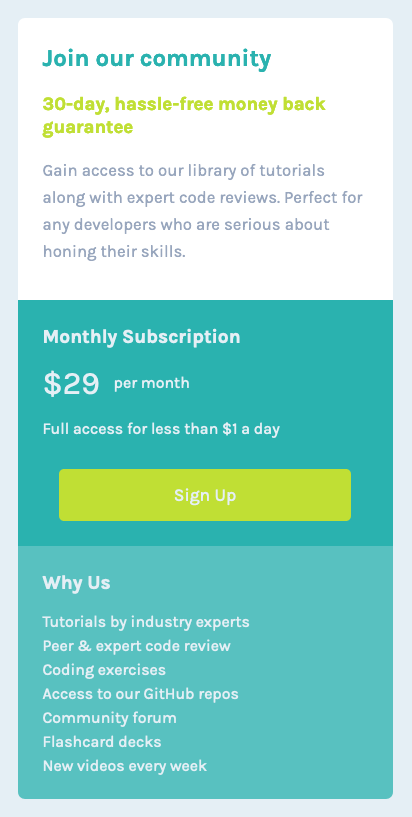 Join our community
30-day, hassle-free money back
guarantee
Gain access to our library of tutorials
along with expert code reviews. Perfect for
any developers who are serious about
honing their skills.
Monthly Subscription
$29 per month
Full access for less than $1 a day
Sign Up
Why Us
Tutorials by industry experts
Peer & expert code review
Coding exercises
Access to our GitHub repos
Community forum
Flashcard decks
New videos every week